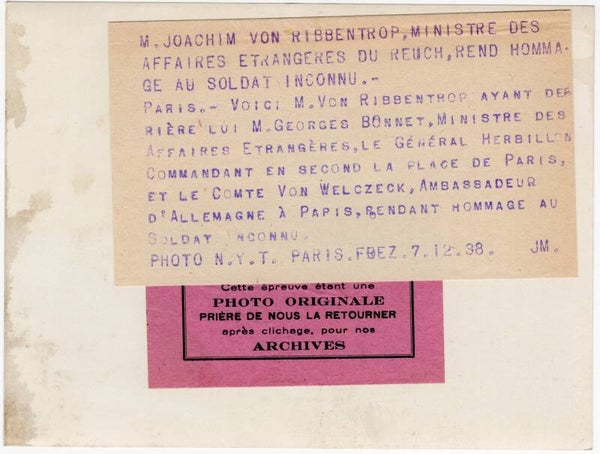 M. JOACHIM VON RIBBENTROP, MINISTRE DES
AFFAIRES ETRANGERES DU REUCH, REND HOMMA-
GE AU SOLDAT INCONNU.-
PARIS.- VOICI M. VON RIBBENTROP AYANT DER
RIÈRE LUI M. GEORGES BONNET, MINISTRE DES
AFFAIRES ETRANGÈRES, LE GÉNÉRAL HERBILLON
COMMANDANT EN SECOND LA PLACE DE PARIS,
ET LE COMTE VON WELCZECK, AMBASSADEUR
D'ALLEMAGNE À PAPIS, RENDANT HOMMAGE AU
SOLDAT INCONNU.
PHOTO N.Y.T. PARIS. FBEZ. 7.12.38. JM.
Cette épreuve étant une
PHOTO ORIGINALE
PRIÈRE DE NOUS LA RETOURNER
après clichage, pour nos
ARCHIVES